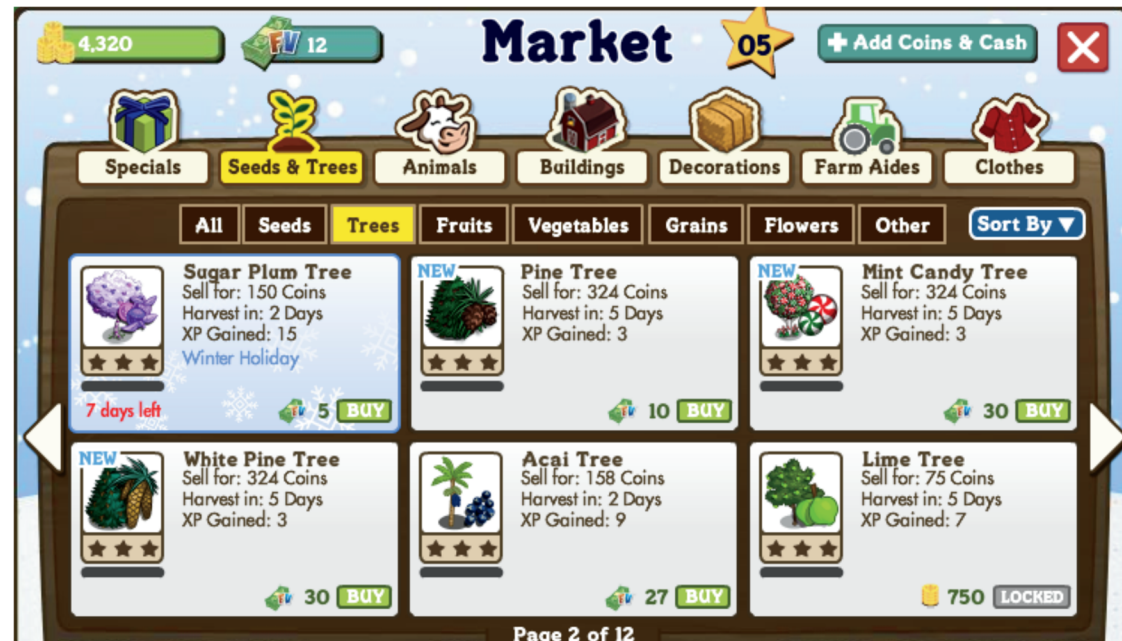 4,320
FV 12
Market
05
+ Add Coins & Cash
Specials
Seeds & Trees
Animals
Buildings
Decorations
Farm Aides
Clothes
All
Seeds
Trees
Fruits
Vegetables
Grains
Flowers
Other
Sort By ▼
Sugar Plum Tree
Sell for: 150 Coins
Harvest in: 2 Days
XP Gained: 15
Winter Holiday
7 days left
FV 5 BUY
NEW
Pine Tree
Sell for: 324 Coins
Harvest in: 5 Days
XP Gained: 3
FV 10 BUY
NEW
Mint Candy Tree
Sell for: 324 Coins
Harvest in: 5 Days
XP Gained: 3
FV 30 BUY
NEW
White Pine Tree
Sell for: 324 Coins
Harvest in: 5 Days
XP Gained: 3
FV 30 BUY
Acai Tree
Sell for: 158 Coins
Harvest in: 2 Days
XP Gained: 9
FV 27 BUY
Lime Tree
Sell for: 75 Coins
Harvest in: 5 Days
XP Gained: 7
750 LOCKED
Page 2 of 12